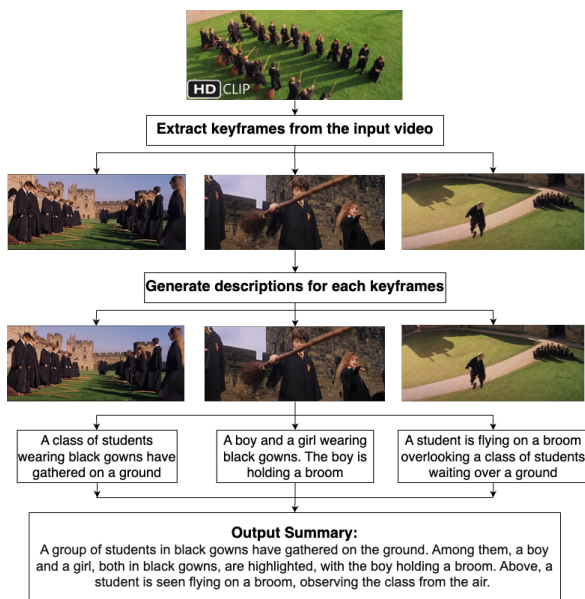 HD CLIP
Extract keyframes from the input video
Generate descriptions for each keyframes
A class of students
wearing black gowns have
gathered on a ground
A boy and a girl wearing
black gowns. The boy is
holding a broom
A student is flying on a broom
overlooking a class of students
waiting over a ground
Output Summary:
A group of students in black gowns have gathered on the ground. Among them, a boy
and a girl, both in black gowns, are highlighted, with the boy holding a broom. Above, a
student is seen flying on a broom, observing the class from the air.